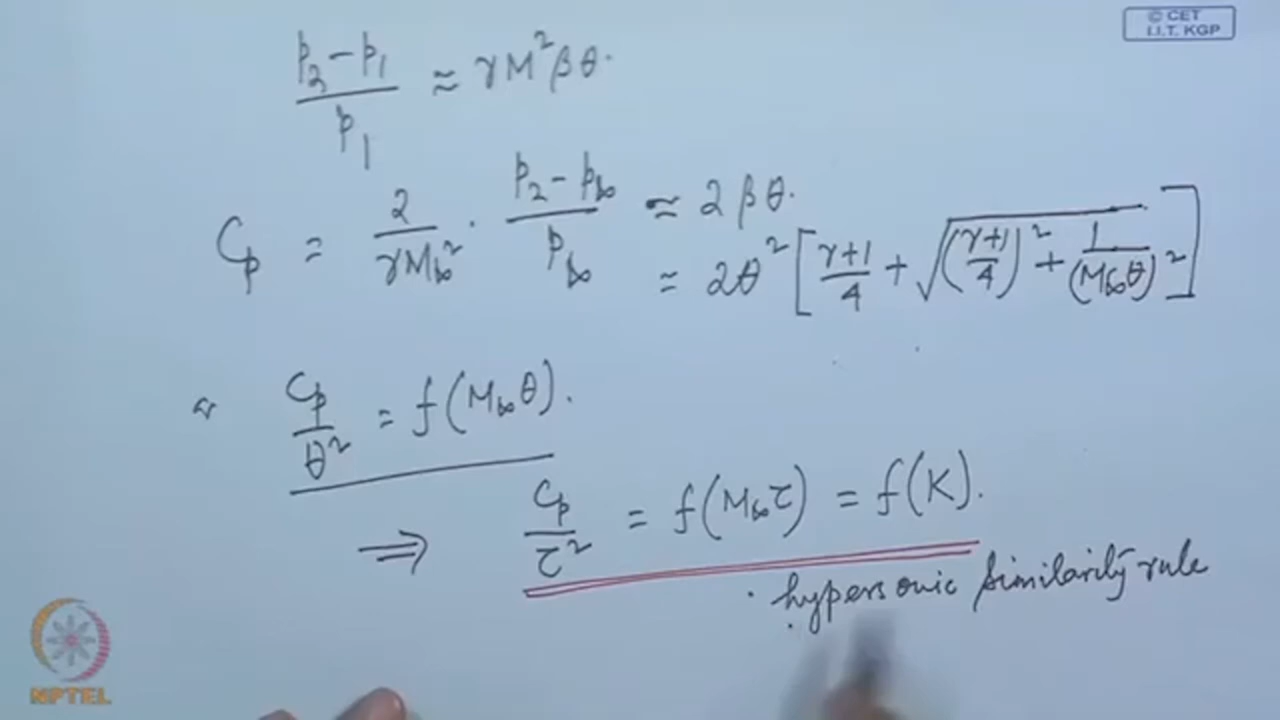 © CET
I.I.T. KGP
(p₂ − p₁)/p₁ ≈ γM²βθ.
Cp = 2/(γM∞²) · (p₂ − p∞)/p∞ ≈ 2βθ.
= 2θ² [ (γ+1)/4 + √( ((γ+1)/4)² + 1/(M∞θ)² ) ]
Cp/θ² = f(M∞θ).
⇒ Cp/τ² = f(M∞τ) = f(K).
hypersonic similarity rule
NPTEL